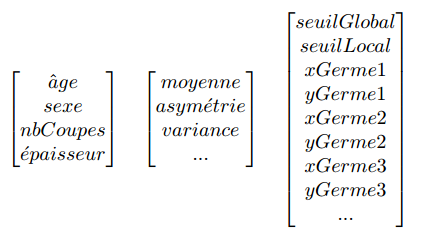 âge
sexe
nbCoupes
épaisseur
moyenne
asymétrie
variance
...
seuilGlobal
seuilLocal
xGerme1
yGerme1
xGerme2
yGerme2
xGerme3
yGerme3
...